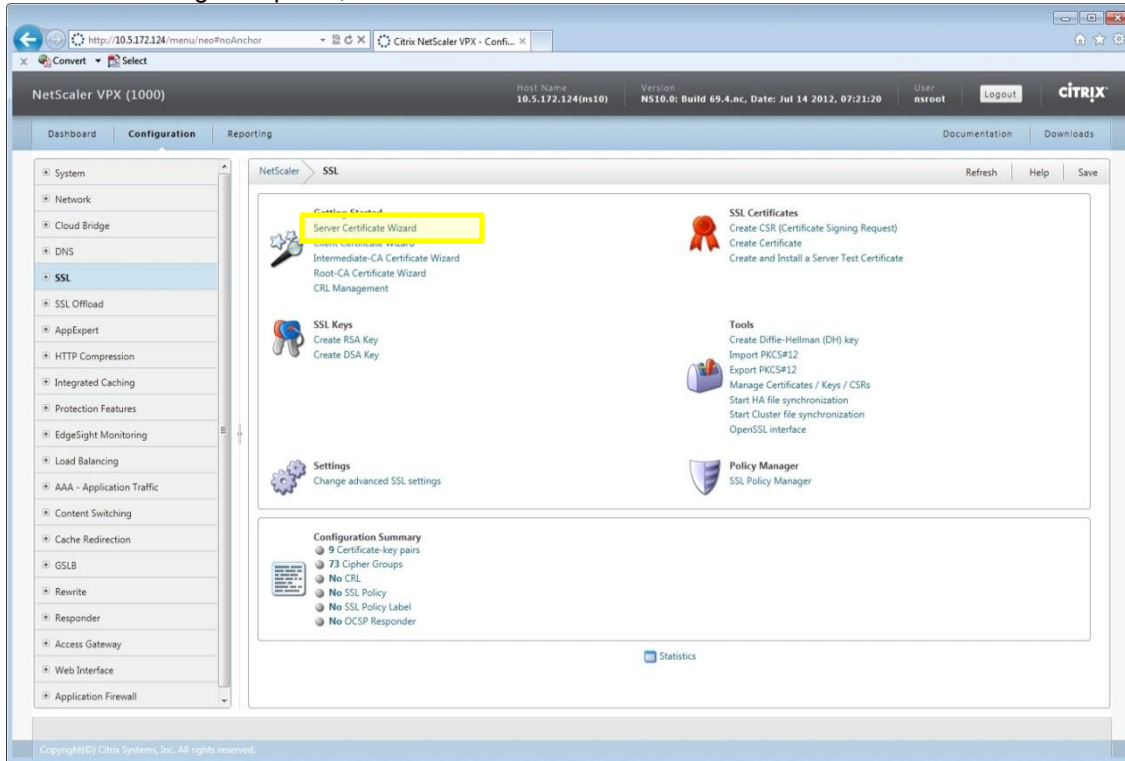 http://10.5.172.124/menu/neo#noAnchor
Citrix NetScaler VPX - Confi...
x Convert Select
NetScaler VPX (1000)
Host Name
10.5.172.124(ns10)
Version
NS10.0: Build 69.4.nc, Date: Jul 14 2012, 07:21:20
User
nsroot
Logout
CITRIX
Dashboard Configuration Reporting
Documentation Downloads
System
Network
Cloud Bridge
DNS
SSL
SSL Offload
AppExpert
HTTP Compression
Integrated Caching
Protection Features
EdgeSight Monitoring
Load Balancing
AAA - Application Traffic
Content Switching
Cache Redirection
GSLB
Rewrite
Responder
Access Gateway
Web Interface
Application Firewall
NetScaler SSL
Refresh Help Save
Getting Started
Server Certificate Wizard
Client Certificate Wizard
Intermediate-CA Certificate Wizard
Root-CA Certificate Wizard
CRL Management
SSL Certificates
Create CSR (Certificate Signing Request)
Create Certificate
Create and Install a Server Test Certificate
SSL Keys
Create RSA Key
Create DSA Key
Tools
Create Diffie-Hellman (DH) key
Import PKCS#12
Export PKCS#12
Manage Certificates / Keys / CSRs
Start HA file synchronization
Start Cluster file synchronization
OpenSSL interface
Settings
Change advanced SSL settings
Policy Manager
SSL Policy Manager
Configuration Summary
9 Certificate-key pairs
73 Cipher Groups
No CRL
No SSL Policy
No SSL Policy Label
No OCSP Responder
Statistics
Copyright(©) Citrix Systems, Inc. All rights reserved.